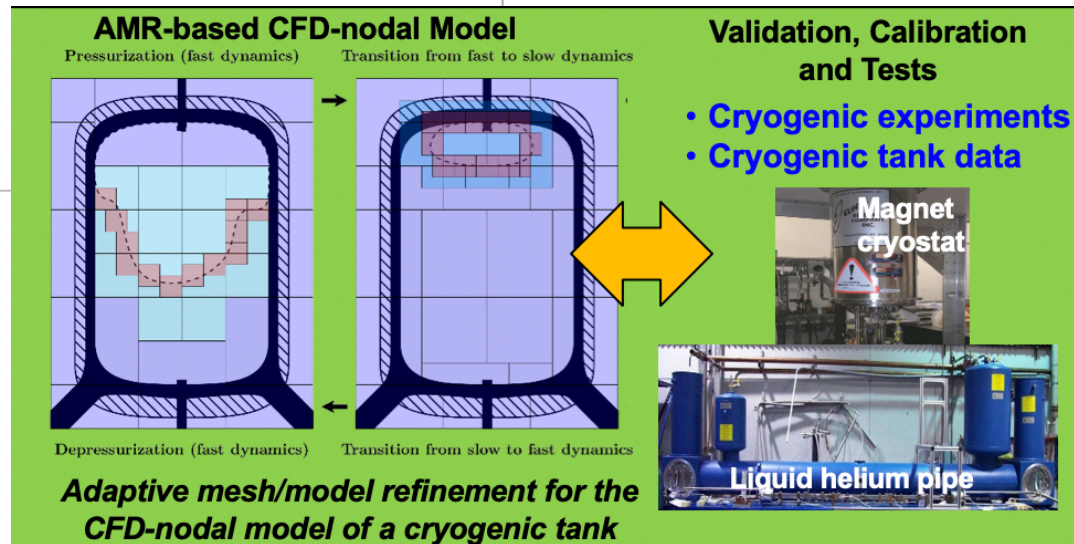 AMR-based CFD-nodal Model
Pressurization (fast dynamics)
Transition from fast to slow dynamics
Depressurization (fast dynamics)
Transition from slow to fast dynamics
Adaptive mesh/model refinement for the
CFD-nodal model of a cryogenic tank
Validation, Calibration
and Tests
• Cryogenic experiments
• Cryogenic tank data
Magnet
cryostat
Liquid helium pipe